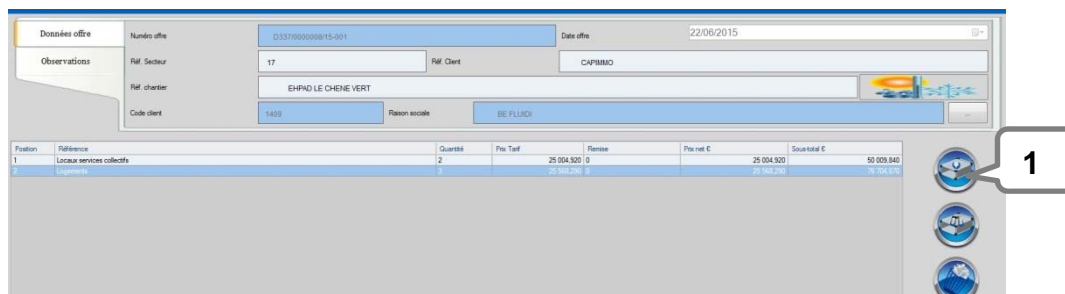 Données offre
Numéro offre D337/0000008/15-001 Date offre 22/06/2015
Observations
Réf. Secteur 17 Réf. Client CAPIMMO
Réf. chantier EHPAD LE CHENE VERT
Code client 1409 Raison sociale BE FLUIDI ...
Position Référence Quantité Prix Tarif Remise Prix net € Sous-total €
1 Locaux services collectifs 2 25 004,920 0 25 004,920 50 009,840
2 Logements 3 25 568,290 0 25 568,290 76 704,870
1